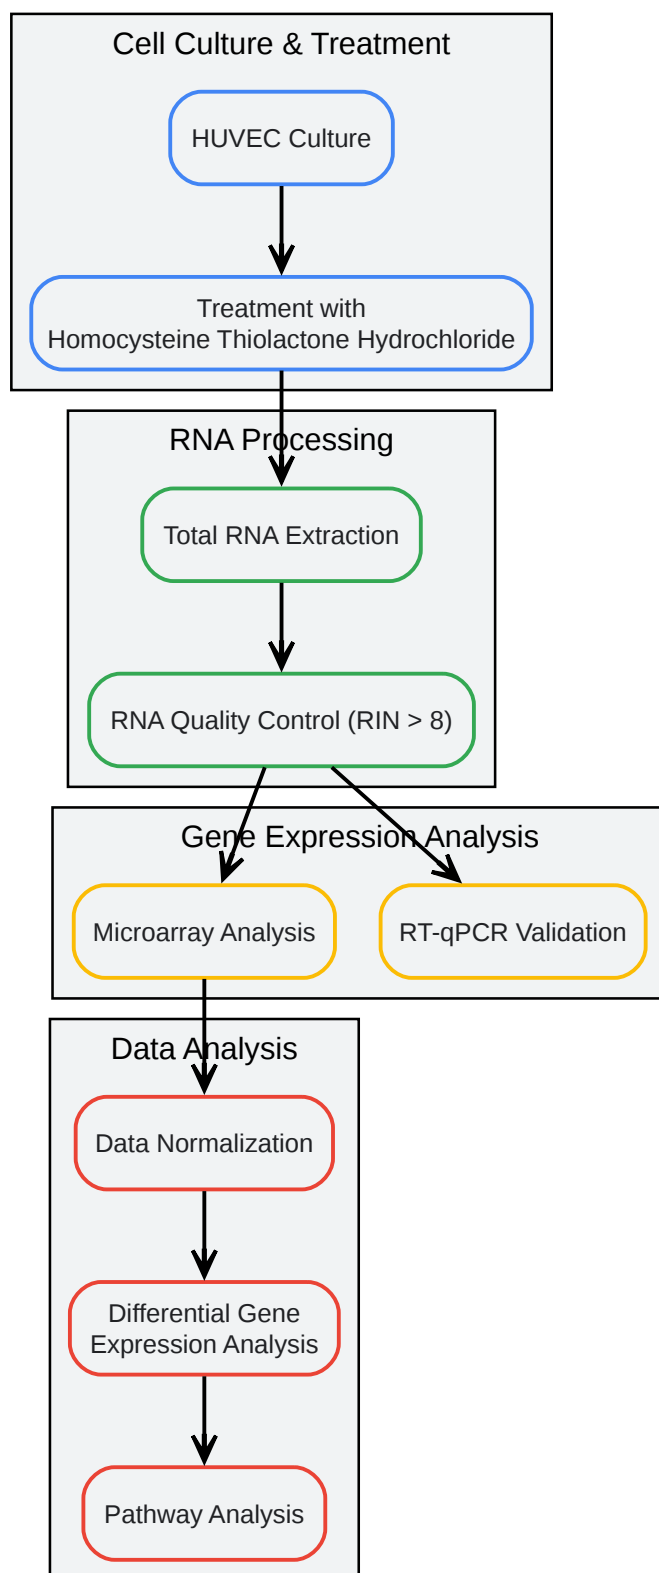 Cell Culture & Treatment
HUVEC Culture
Treatment with
Homocysteine Thiolactone Hydrochloride
RNA Processing
Total RNA Extraction
RNA Quality Control (RIN > 8)
Gene Expression Analysis
Microarray Analysis
RT-qPCR Validation
Data Analysis
Data Normalization
Differential Gene
Expression Analysis
Pathway Analysis